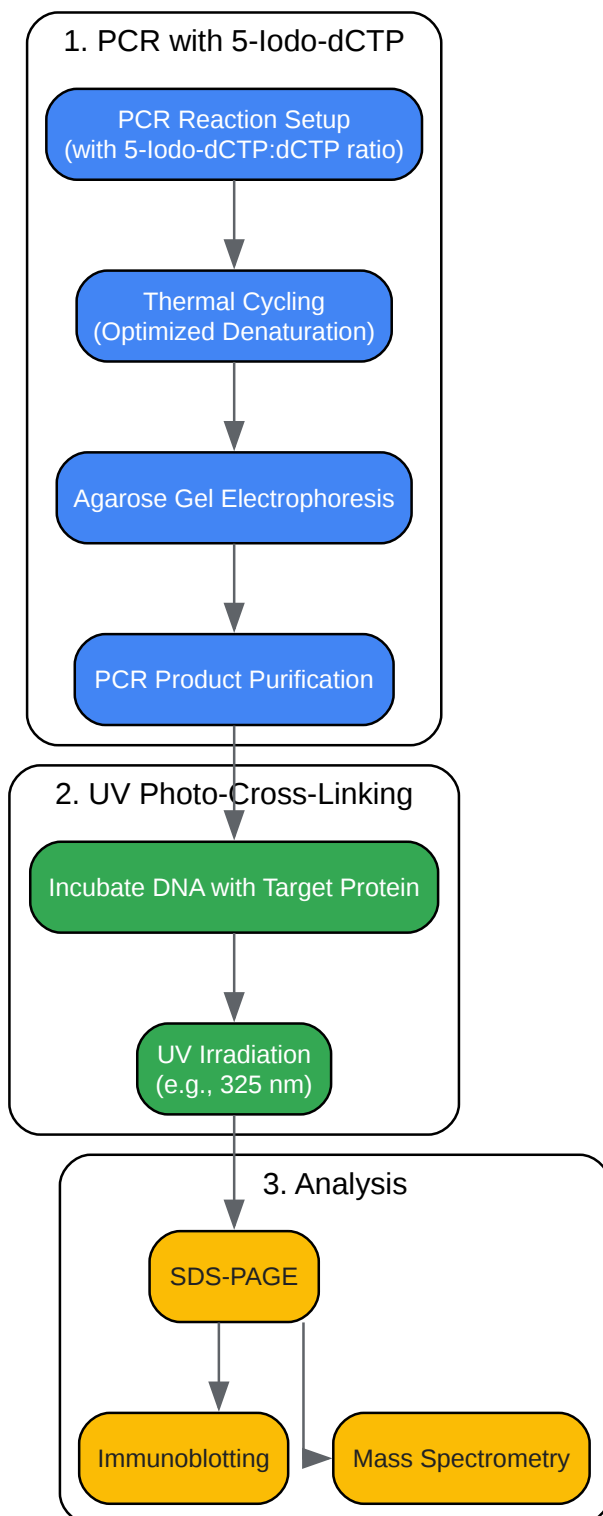 1. PCR with 5-Iodo-dCTP
PCR Reaction Setup
(with 5-Iodo-dCTP:dCTP ratio)
Thermal Cycling
(Optimized Denaturation)
Agarose Gel Electrophoresis
PCR Product Purification
2. UV Photo-Cross-Linking
Incubate DNA with Target Protein
UV Irradiation
(e.g., 325 nm)
3. Analysis
SDS-PAGE
Immunoblotting
Mass Spectrometry